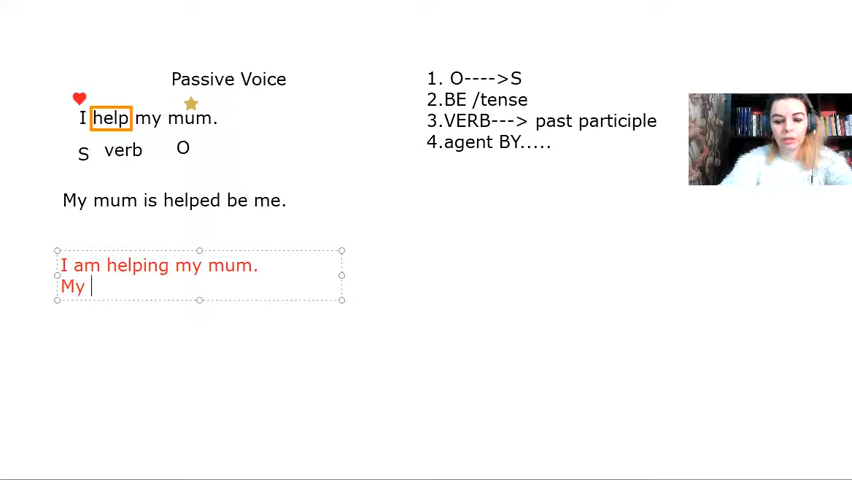 Passive Voice
I help my mum.
S verb O
My mum is helped be me.
I am helping my mum.
My
1. O---->S
2.BE /tense
3.VERB---> past participle
4.agent BY.....